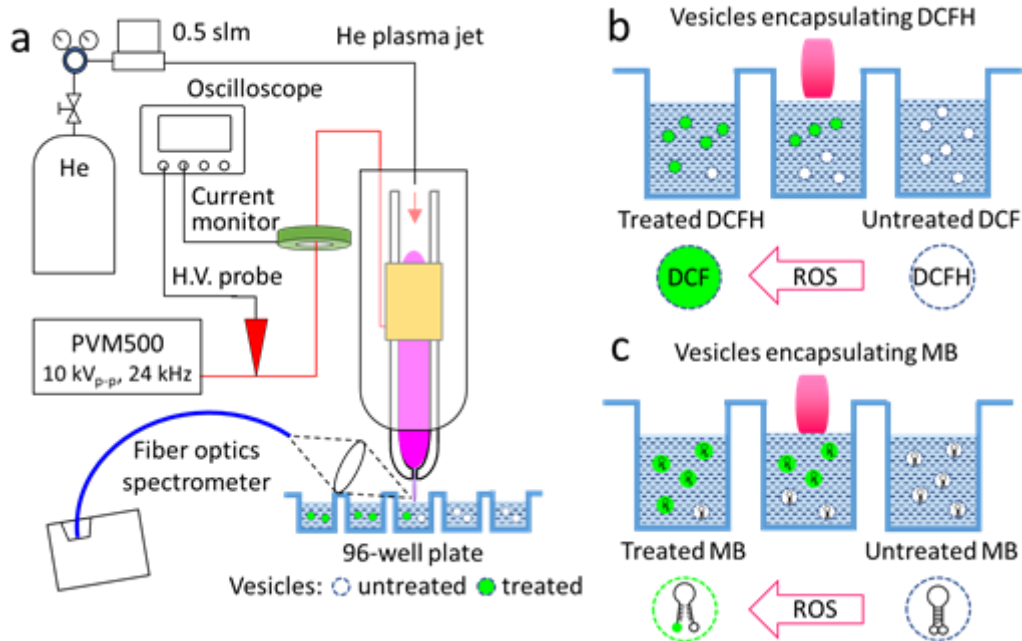 a
0.5 slm
He plasma jet
Oscilloscope
He
Current
monitor
H.V. probe
PVM500
10 kVp-p, 24 kHz
Fiber optics
spectrometer
96-well plate
Vesicles: untreated treated
b
Vesicles encapsulating DCFH
Treated DCFH
Untreated DCF
DCF
ROS
DCFH
c
Vesicles encapsulating MB
Treated MB
Untreated MB
ROS